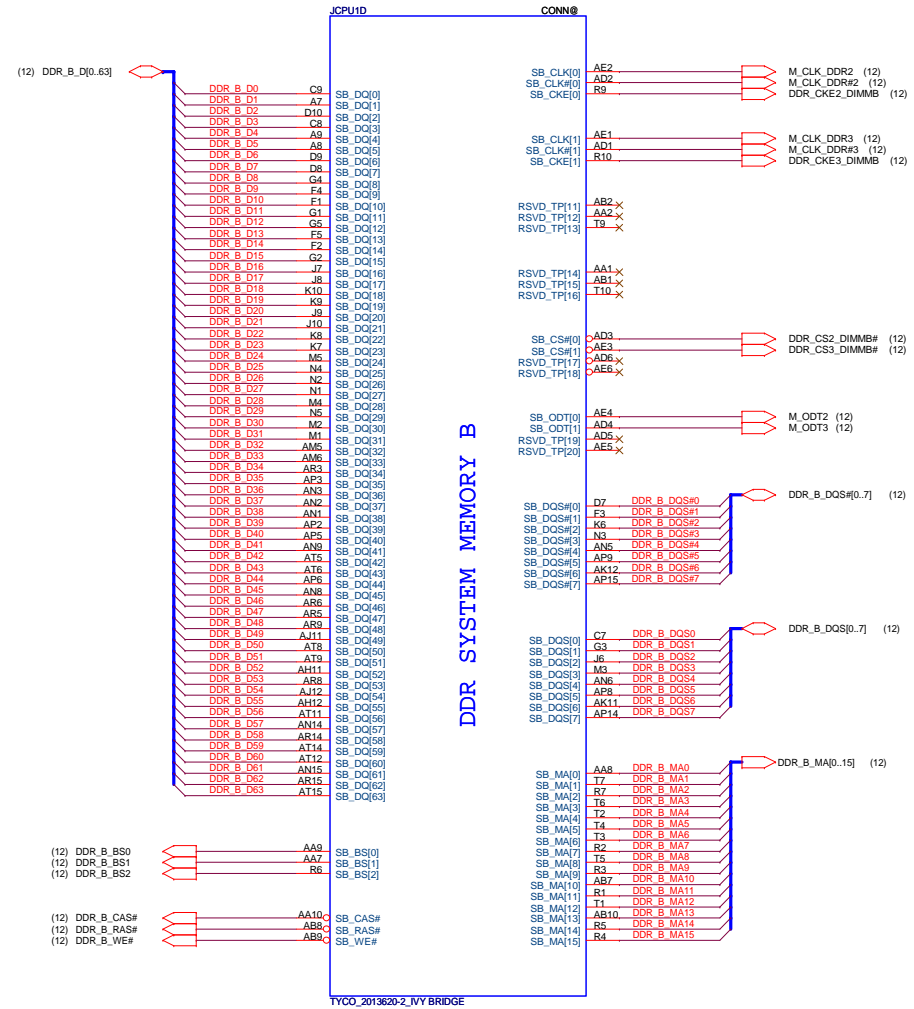 JCPU1D CONN@
(12) DDR_B_D[0..63]
DDR_B_D0 C9 SB_DQ[0]
DDR_B_D1 A7 SB_DQ[1]
DDR_B_D2 D10 SB_DQ[2]
DDR_B_D3 C8 SB_DQ[3]
DDR_B_D4 A9 SB_DQ[4]
DDR_B_D5 A8 SB_DQ[5]
DDR_B_D6 D9 SB_DQ[6]
DDR_B_D7 D8 SB_DQ[7]
DDR_B_D8 G4 SB_DQ[8]
DDR_B_D9 F4 SB_DQ[9]
DDR_B_D10 F1 SB_DQ[10]
DDR_B_D11 G1 SB_DQ[11]
DDR_B_D12 G5 SB_DQ[12]
DDR_B_D13 F5 SB_DQ[13]
DDR_B_D14 F2 SB_DQ[14]
DDR_B_D15 G2 SB_DQ[15]
DDR_B_D16 J7 SB_DQ[16]
DDR_B_D17 J8 SB_DQ[17]
DDR_B_D18 K10 SB_DQ[18]
DDR_B_D19 K9 SB_DQ[19]
DDR_B_D20 J9 SB_DQ[20]
DDR_B_D21 J10 SB_DQ[21]
DDR_B_D22 K8 SB_DQ[22]
DDR_B_D23 K7 SB_DQ[23]
DDR_B_D24 M5 SB_DQ[24]
DDR_B_D25 N4 SB_DQ[25]
DDR_B_D26 N2 SB_DQ[26]
DDR_B_D27 N1 SB_DQ[27]
DDR_B_D28 M4 SB_DQ[28]
DDR_B_D29 N5 SB_DQ[29]
DDR_B_D30 M2 SB_DQ[30]
DDR_B_D31 M1 SB_DQ[31]
DDR_B_D32 AM5 SB_DQ[32]
DDR_B_D33 AM6 SB_DQ[33]
DDR_B_D34 AR3 SB_DQ[34]
DDR_B_D35 AP3 SB_DQ[35]
DDR_B_D36 AN3 SB_DQ[36]
DDR_B_D37 AN2 SB_DQ[37]
DDR_B_D38 AN1 SB_DQ[38]
DDR_B_D39 AP2 SB_DQ[39]
DDR_B_D40 AP5 SB_DQ[40]
DDR_B_D41 AN9 SB_DQ[41]
DDR_B_D42 AT5 SB_DQ[42]
DDR_B_D43 AT6 SB_DQ[43]
DDR_B_D44 AP6 SB_DQ[44]
DDR_B_D45 AN8 SB_DQ[45]
DDR_B_D46 AR6 SB_DQ[46]
DDR_B_D47 AR5 SB_DQ[47]
DDR_B_D48 AR9 SB_DQ[48]
DDR_B_D49 AJ11 SB_DQ[49]
DDR_B_D50 AT8 SB_DQ[50]
DDR_B_D51 AT9 SB_DQ[51]
DDR_B_D52 AH11 SB_DQ[52]
DDR_B_D53 AR8 SB_DQ[53]
DDR_B_D54 AJ12 SB_DQ[54]
DDR_B_D55 AH12 SB_DQ[55]
DDR_B_D56 AT11 SB_DQ[56]
DDR_B_D57 AN14 SB_DQ[57]
DDR_B_D58 AR14 SB_DQ[58]
DDR_B_D59 AT14 SB_DQ[59]
DDR_B_D60 AT12 SB_DQ[60]
DDR_B_D61 AN15 SB_DQ[61]
DDR_B_D62 AR15 SB_DQ[62]
DDR_B_D63 AT15 SB_DQ[63]
(12) DDR_B_BS0 AA9 SB_BS[0]
(12) DDR_B_BS1 AA7 SB_BS[1]
(12) DDR_B_BS2 R6 SB_BS[2]
(12) DDR_B_CAS# AA10 SB_CAS#
(12) DDR_B_RAS# AB8 SB_RAS#
(12) DDR_B_WE# AB9 SB_WE#
DDR SYSTEM MEMORY B
SB_CLK[0] AE2 M_CLK_DDR2 (12)
SB_CLK#[0] AD2 M_CLK_DDR#2 (12)
SB_CKE[0] R9 DDR_CKE2_DIMMB (12)
SB_CLK[1] AE1 M_CLK_DDR3 (12)
SB_CLK#[1] AD1 M_CLK_DDR#3 (12)
SB_CKE[1] R10 DDR_CKE3_DIMMB (12)
RSVD_TP[11] AB2
RSVD_TP[12] AA2
RSVD_TP[13] T9
RSVD_TP[14] AA1
RSVD_TP[15] AB1
RSVD_TP[16] T10
SB_CS#[0] AD3 DDR_CS2_DIMMB# (12)
SB_CS#[1] AE3 DDR_CS3_DIMMB# (12)
RSVD_TP[17] AD6
RSVD_TP[18] AE6
SB_ODT[0] AE4 M_ODT2 (12)
SB_ODT[1] AD4 M_ODT3 (12)
RSVD_TP[19] AD5
RSVD_TP[20] AE5
DDR_B_DQS#[0..7] (12)
SB_DQS#[0] D7 DDR_B_DQS#0
SB_DQS#[1] F3 DDR_B_DQS#1
SB_DQS#[2] K6 DDR_B_DQS#2
SB_DQS#[3] N3 DDR_B_DQS#3
SB_DQS#[4] AN5 DDR_B_DQS#4
SB_DQS#[5] AP9 DDR_B_DQS#5
SB_DQS#[6] AK12 DDR_B_DQS#6
SB_DQS#[7] AP15 DDR_B_DQS#7
DDR_B_DQS[0..7] (12)
SB_DQS[0] C7 DDR_B_DQS0
SB_DQS[1] G3 DDR_B_DQS1
SB_DQS[2] J6 DDR_B_DQS2
SB_DQS[3] M3 DDR_B_DQS3
SB_DQS[4] AN6 DDR_B_DQS4
SB_DQS[5] AP8 DDR_B_DQS5
SB_DQS[6] AK11 DDR_B_DQS6
SB_DQS[7] AP14 DDR_B_DQS7
DDR_B_MA[0..15] (12)
SB_MA[0] AA8 DDR_B_MA0
SB_MA[1] T7 DDR_B_MA1
SB_MA[2] R7 DDR_B_MA2
SB_MA[3] T6 DDR_B_MA3
SB_MA[4] T2 DDR_B_MA4
SB_MA[5] T4 DDR_B_MA5
SB_MA[6] T3 DDR_B_MA6
SB_MA[7] R2 DDR_B_MA7
SB_MA[8] T5 DDR_B_MA8
SB_MA[9] R3 DDR_B_MA9
SB_MA[10] AB7 DDR_B_MA10
SB_MA[11] R1 DDR_B_MA11
SB_MA[12] T1 DDR_B_MA12
SB_MA[13] AB10 DDR_B_MA13
SB_MA[14] R5 DDR_B_MA14
SB_MA[15] R4 DDR_B_MA15
TYCO_2013620-2_IVY BRIDGE